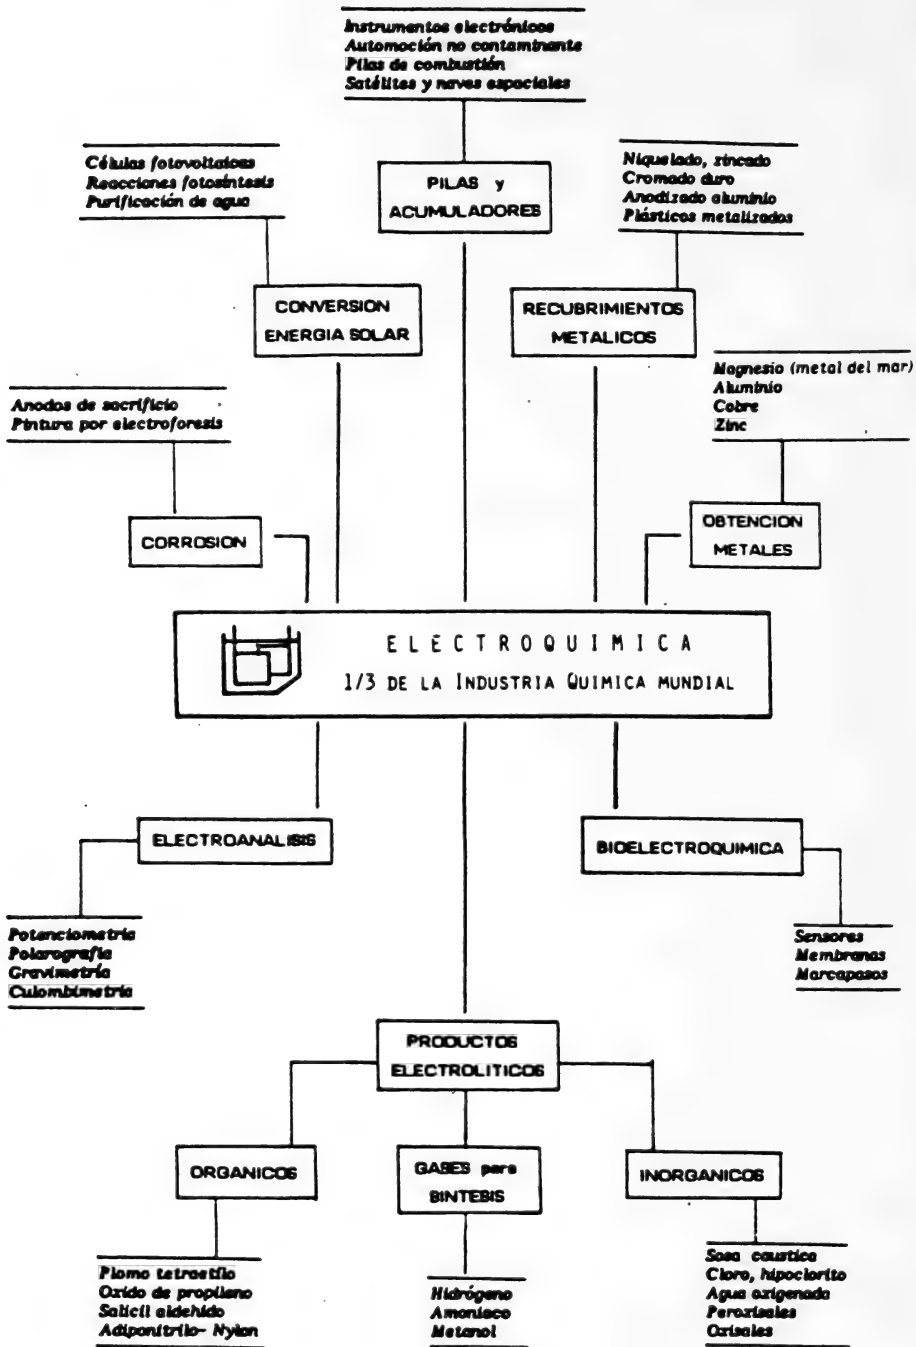 Instrumentos electrónicos
Automoción no contaminante
Pilas de combustión
Satélites y naves espaciales
PILAS y
ACUMULADORES
Células fotovoltaicas
Reacciones fotosíntesis
Purificación de agua
CONVERSION
ENERGIA SOLAR
Niquelado, zincado
Cromado duro
Anodizado aluminio
Plásticos metalizados
RECUBRIMIENTOS
METALICOS
Anodos de sacrificio
Pintura por electroforesis
CORROSION
Magnesio (metal del mar)
Aluminio
Cobre
Zinc
OBTENCION
METALES
ELECTROQUIMICA
1/3 DE LA INDUSTRIA QUIMICA MUNDIAL
ELECTROANALISIS
Potenciometría
Polarografía
Gravimetría
Culombimetría
BIOELECTROQUIMICA
Sensores
Membranas
Marcapasos
PRODUCTOS
ELECTROLITICOS
ORGANICOS
Plomo tetraetilo
Oxido de propileno
Salicil aldehido
Adiponitrilo- Nylon
GASES para
SINTESIS
Hidrógeno
Amoniaco
Metanol
INORGANICOS
Sosa caustica
Cloro, hipoclorito
Agua oxigenada
Peroxisales
Oxisales